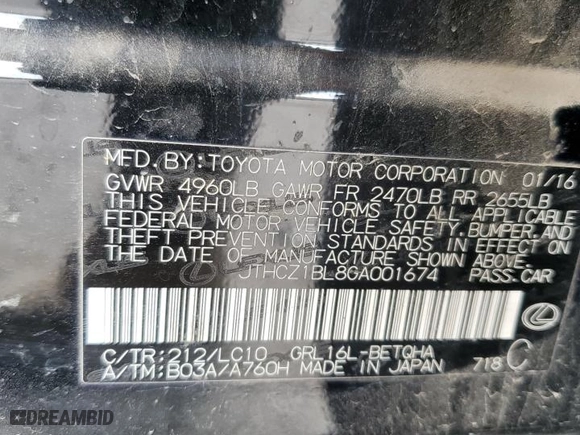 MFD. BY: TOYOTA MOTOR CORPORATION 01/16
GVWR 4960LB GAWR FR 2470LB RR 2655LB
THIS VEHICLE CONFORMS TO ALL APPLICABLE
FEDERAL MOTOR VEHICLE SAFETY, BUMPER, AND
THEFT PREVENTION STANDARDS IN EFFECT ON
THE DATE OF MANUFACTURE SHOWN ABOVE.
JTHCZ1BL8GA001674 PASS.CAR
C/TR: 212/LC10 GRL16L-BETQHA
A/TM: B03A/A760H MADE IN JAPAN 718 C
DREAMBID